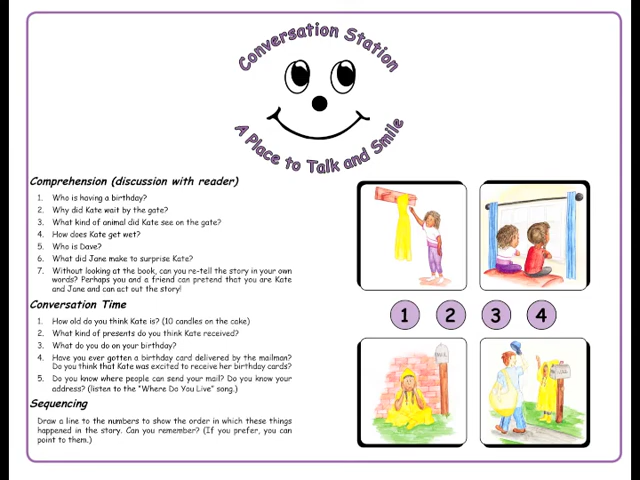 Conversation Station
A Place to Talk and Smile
Comprehension (discussion with reader)
1. Who is having a birthday?
2. Why did Kate wait by the gate?
3. What kind of animal did Kate see on the gate?
4. How does Kate get wet?
5. Who is Dave?
6. What did Jane make to surprise Kate?
7. Without looking at the book, can you re-tell the story in your own
words? Perhaps you and a friend can pretend that you are Kate
and Jane and can act out the story!
Conversation Time
1. How old do you think Kate is? (10 candles on the cake)
2. What kind of presents do you think Kate received?
3. What do you do on your birthday?
4. Have you ever gotten a birthday card delivered by the mailman?
Do you think that Kate was excited to receive her birthday cards?
5. Do you know where people can send your mail? Do you know your
address? (listen to the "Where Do You Live" song.)
Sequencing
Draw a line to the numbers to show the order in which these things
happened in the story. Can you remember? (If you prefer, you can
point to them.)
1 2 3 4